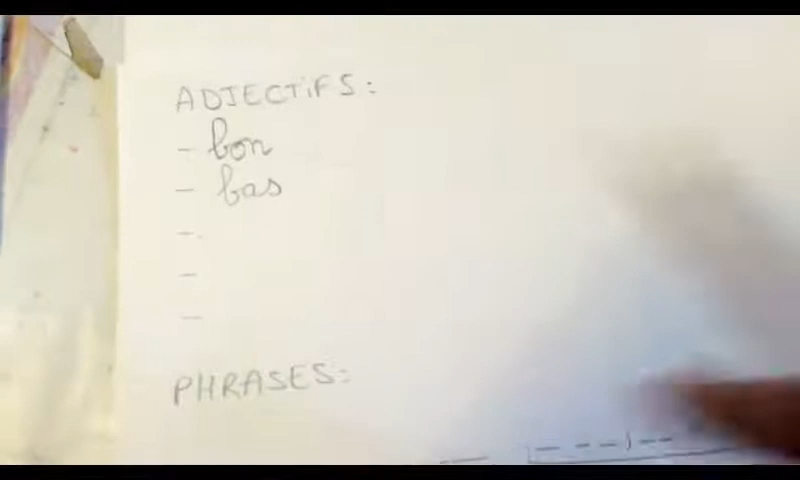 ADJECTiFS:
- bon
- bas
-
-
-
PHRASES: